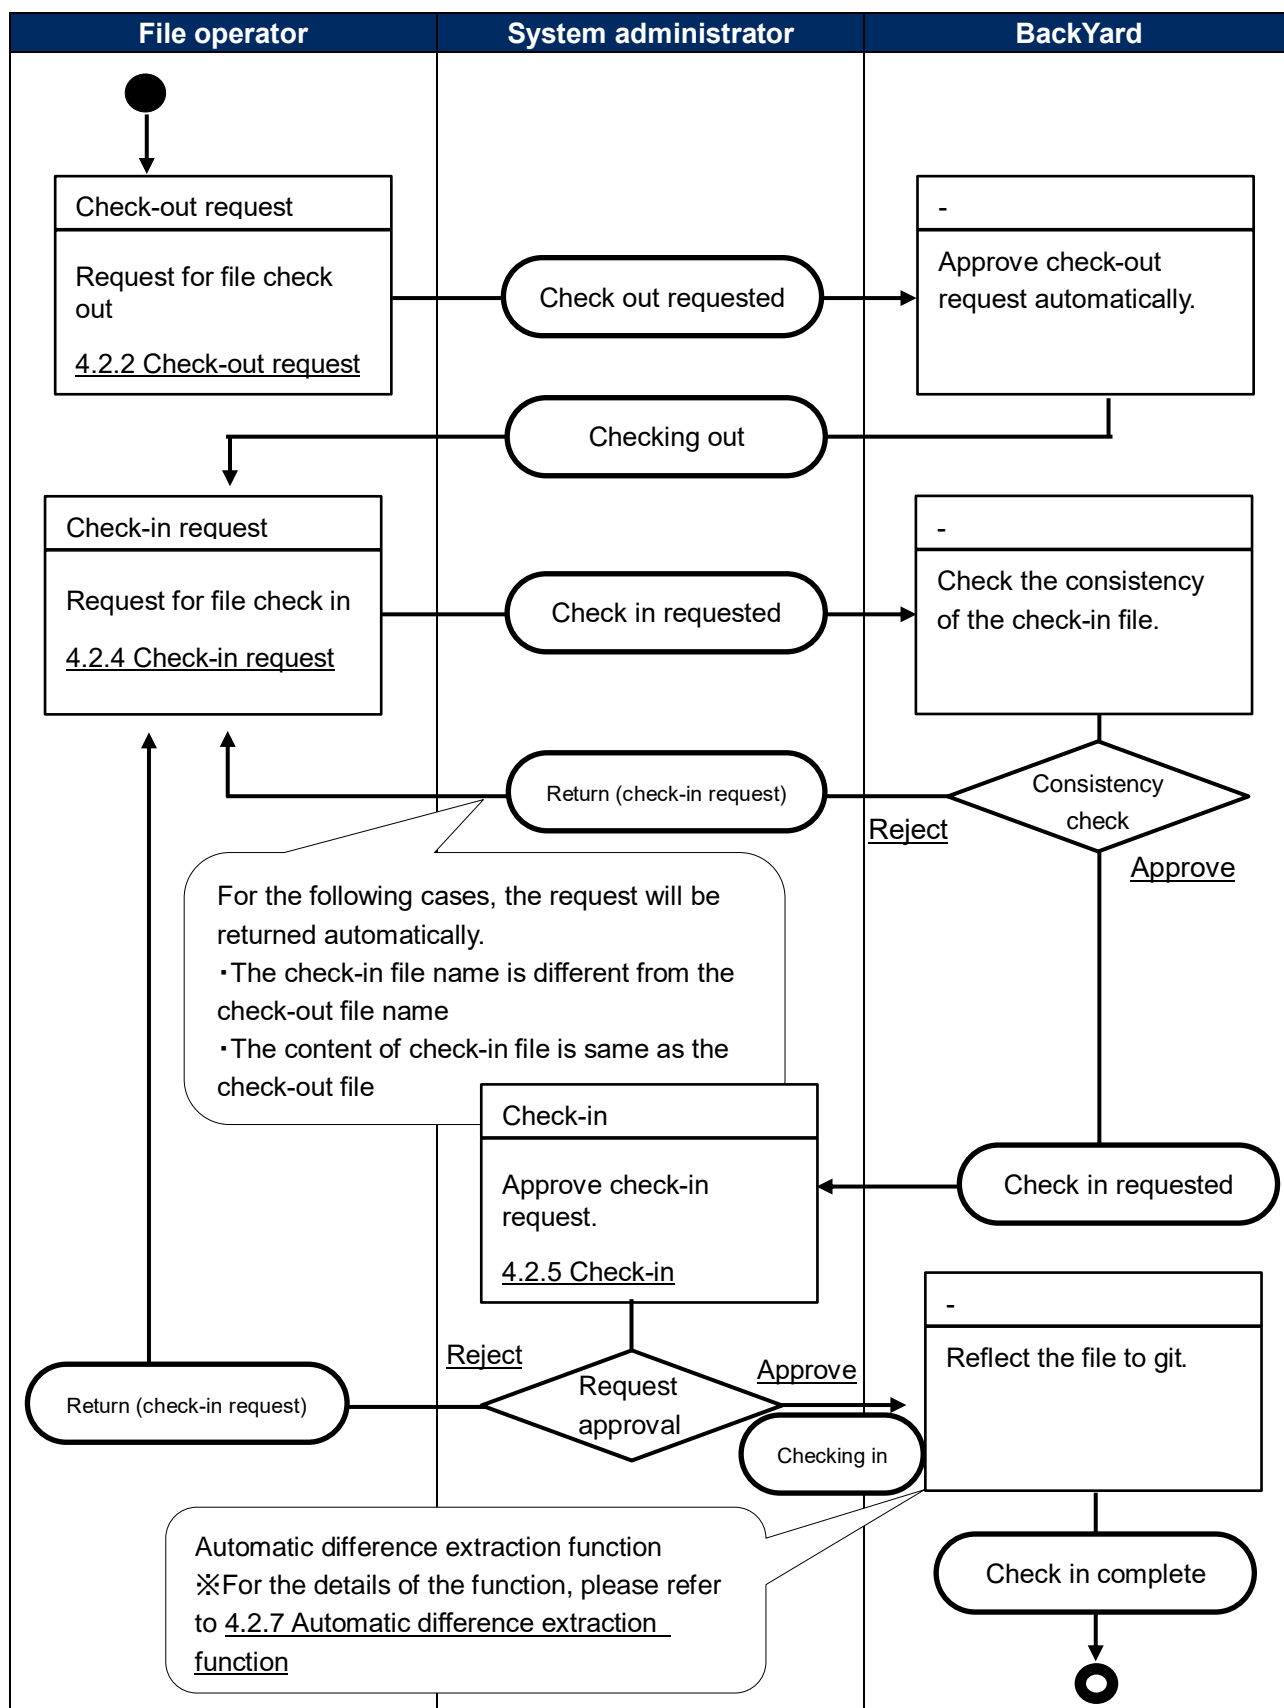 File operator
System administrator
BackYard
Check-out request
Request for file check
out
4.2.2 Check-out request
Check out requested
-
Approve check-out
request automatically.
Checking out
Check-in request
Request for file check in
4.2.4 Check-in request
Check in requested
-
Check the consistency
of the check-in file.
Return (check-in request)
Consistency
check
Reject
Approve
For the following cases, the request will be
returned automatically.
・The check-in file name is different from the
check-out file name
・The content of check-in file is same as the
check-out file
Check-in
Approve check-in
request.
4.2.5 Check-in
Check in requested
-
Reflect the file to git.
Reject
Approve
Request
approval
Return (check-in request)
Checking in
Automatic difference extraction function
※For the details of the function, please refer
to 4.2.7 Automatic difference extraction
function
Check in complete